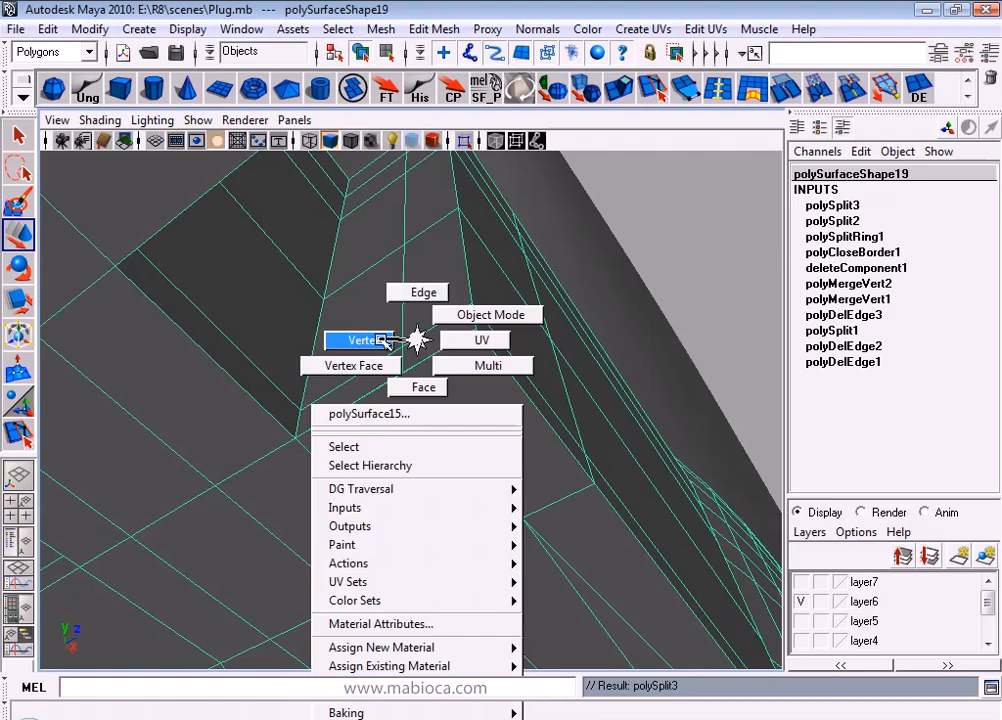 Autodesk Maya 2010: E:\R8\scenes\Plug.mb   ---   polySurfaceShape19
File Edit Modify Create Display Window Assets Select Mesh Edit Mesh Proxy Normals Color Create UVs Edit UVs Muscle Help
Polygons Objects
Ung FT His mel CP SF_P DE
View Shading Lighting Show Renderer Panels
Channels Edit Object Show
polySurfaceShape19
INPUTS
polySplit3
polySplit2
polySplitRing1
polyCloseBorder1
deleteComponent1
polyMergeVert2
polyMergeVert1
polyDelEdge3
polySplit1
polyDelEdge2
polyDelEdge1
Edge
Object Mode
UV
Vertex Face
Multi
Face
polySurface15...
Select
Select Hierarchy
DG Traversal
Inputs
Outputs
Paint
Actions
UV Sets
Color Sets
Material Attributes...
Assign New Material
Assign Existing Material
Baking
Display Render Anim
Layers Options Help
layer7
V layer6
layer5
layer4
<< >>
y z
x
MEL
www.mabioca.com
// Result: polySplit3